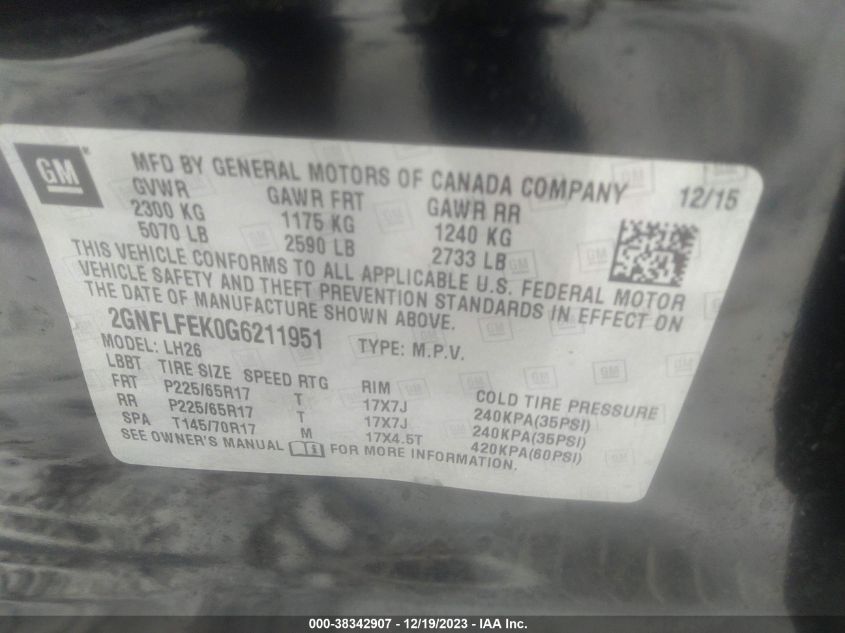 GM
MFD BY GENERAL MOTORS OF CANADA COMPANY 12/15
GVWR GAWR FRT GAWR RR
2300 KG 1175 KG 1240 KG
5070 LB 2590 LB 2733 LB
THIS VEHICLE CONFORMS TO ALL APPLICABLE U.S. FEDERAL MOTOR
VEHICLE SAFETY AND THEFT PREVENTION STANDARDS IN EFFECT ON
THE DATE OF MANUFACTURE SHOWN ABOVE.
2GNFLFEK0G6211951 TYPE: M.P.V.
MODEL: LH26
LBBT TIRE SIZE SPEED RTG RIM COLD TIRE PRESSURE
FRT P225/65R17 T 17X7J 240KPA(35PSI)
RR P225/65R17 T 17X7J 240KPA(35PSI)
SPA T145/70R17 M 17X4.5T 420KPA(60PSI)
SEE OWNER'S MANUAL FOR MORE INFORMATION.
000-38342907 - 12/19/2023 - IAA Inc.